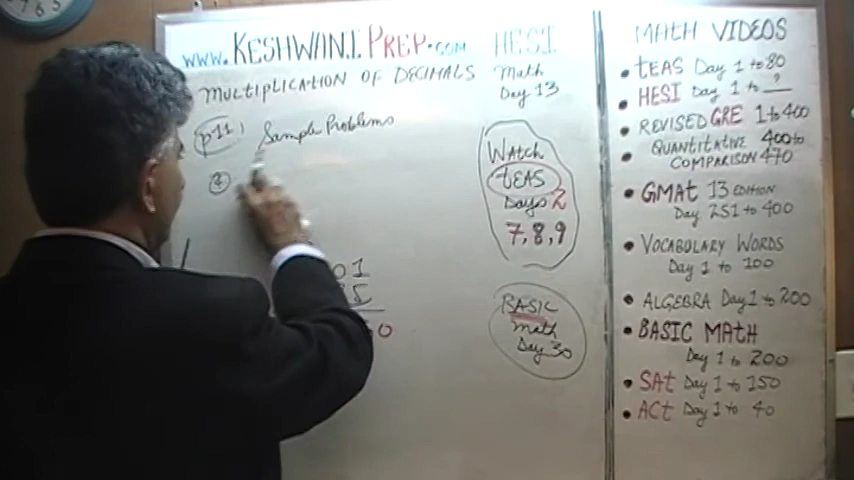 www.KESHWANIPREP.COM
MULTIPLICATION OF DECIMALS
HESI
Math
Day 13
p11
Sample Problems
01
5
0
WATCH
TEAS
Days 2
7,8,9
BASIC
math
Day 30
MATH VIDEOS
• TEAS Day 1 to 80
• HESI Day 1 to ?
• REVISED GRE 1 to 400
• QUANTITATIVE 400 to
COMPARISON 470
• GMAT 13 EDITION
Day 251 to 400
• VOCABULARY WORDS
Day 1 to 100
• ALGEBRA Day 1 to 200
• BASIC MATH
Day 1 to 200
• SAT Day 1 to 150
• ACT Day 1 to 40